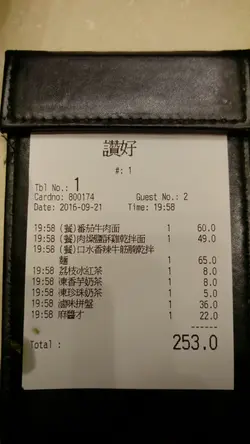 讚好
#: 1
Tbl No.: 1
Cardno: 800174 Guest No.: 2
Date: 2016-09-21 Time: 19:58
19:58 (餐)番茄牛肉面 1 60.0
19:58 (餐)肉燥鹽酥雞乾拌面 1 49.0
19:58 (餐)口水香辣牛筋腩乾拌
麵 1 65.0
19:58 荔枝冰紅茶 1 8.0
19:58 凍香芋奶茶 1 8.0
19:58 凍珍珠奶茶 1 5.0
19:58 滷味拼盤 1 36.0
19:58 麻醬才 1 22.0
Total : 253.0